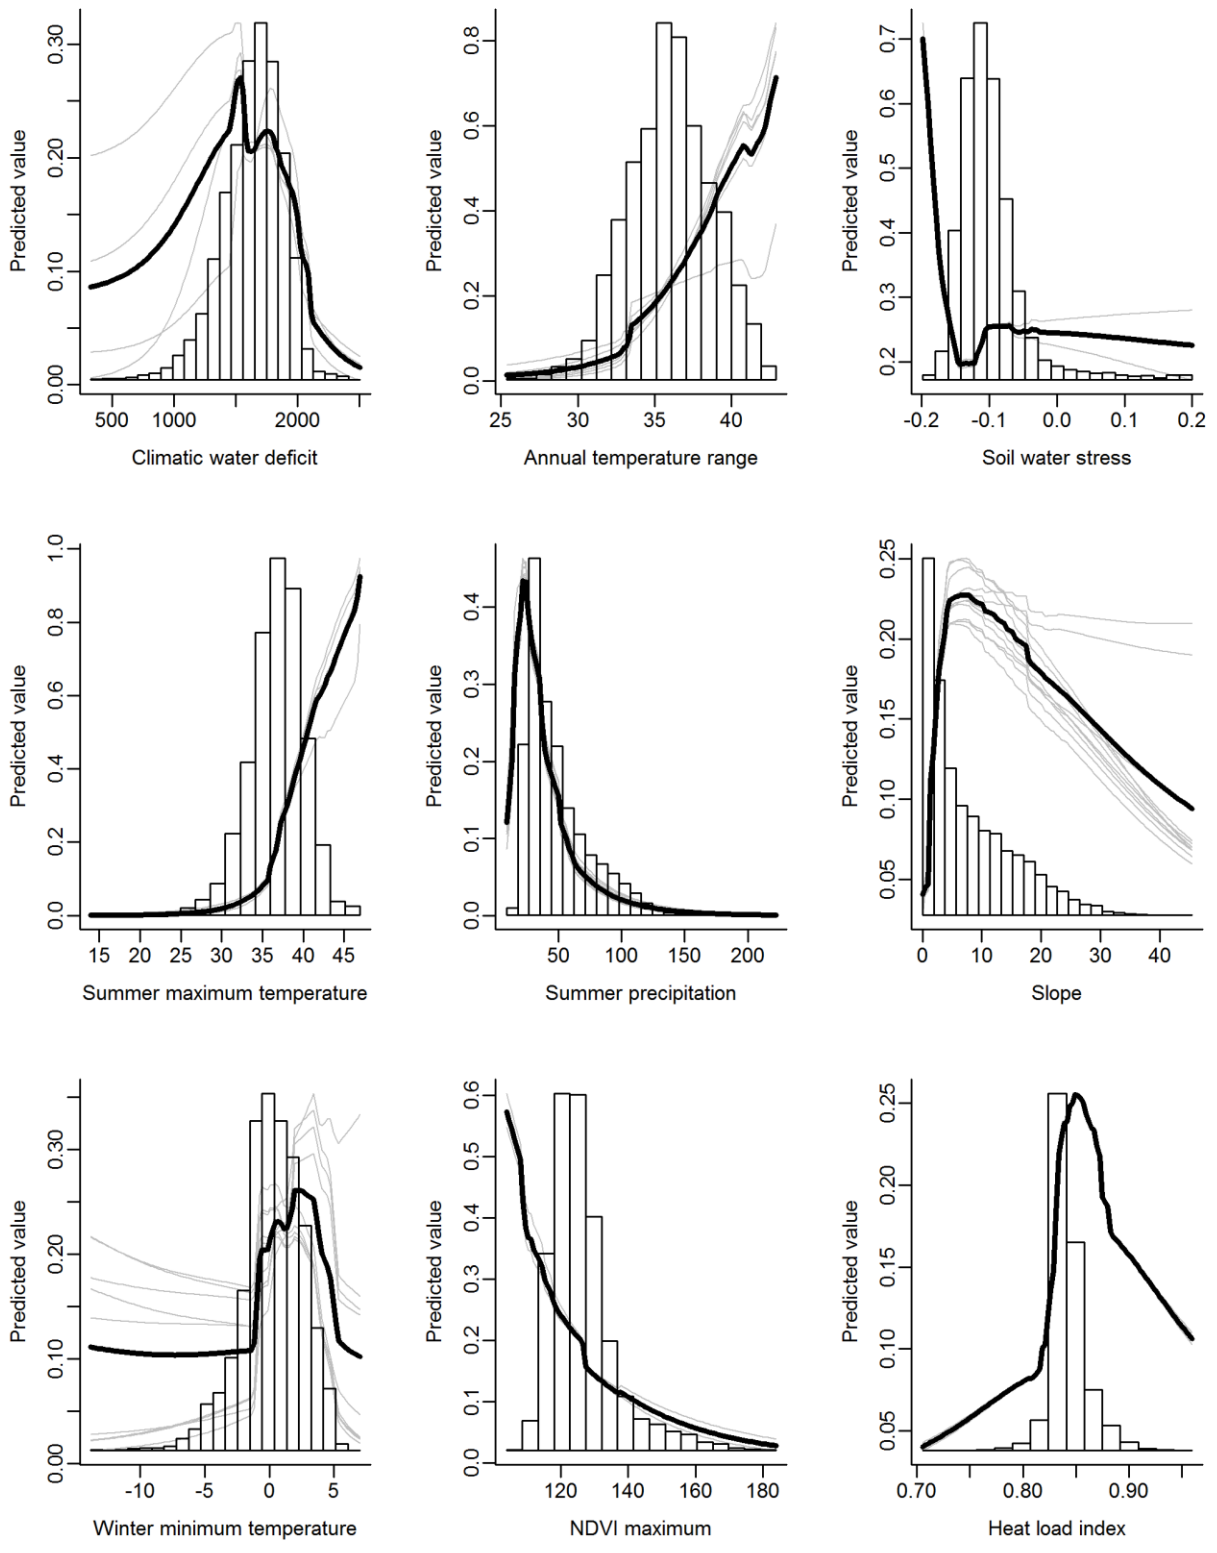 Predicted value
0.00 0.10 0.20 0.30
500 1000 2000
Climatic water deficit
Predicted value
0.0 0.2 0.4 0.6 0.8
25 30 35 40
Annual temperature range
Predicted value
0.2 0.3 0.4 0.5 0.6 0.7
-0.2 -0.1 0.0 0.1 0.2
Soil water stress
Predicted value
0.0 0.2 0.4 0.6 0.8 1.0
15 20 25 30 35 40 45
Summer maximum temperature
Predicted value
0.0 0.1 0.2 0.3 0.4
50 100 150 200
Summer precipitation
Predicted value
0.05 0.10 0.15 0.20 0.25
0 10 20 30 40
Slope
Predicted value
0.00 0.10 0.20 0.30
-10 -5 0 5
Winter minimum temperature
Predicted value
0.0 0.1 0.2 0.3 0.4 0.5 0.6
120 140 160 180
NDVI maximum
Predicted value
0.05 0.10 0.15 0.20 0.25
0.70 0.80 0.90
Heat load index